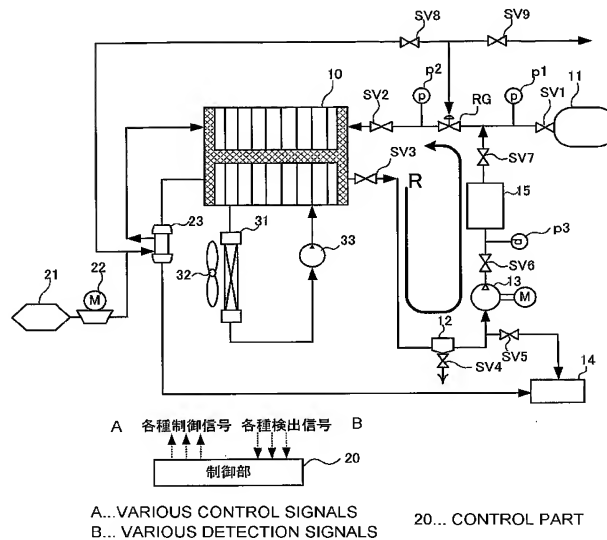 SV8
SV9
10
p2
p1
11
SV2
RG
SV1
SV3
SV7
R
15
23
31
33
p
p
32
p3
p
22
SV6
21
M
13
M
12
SV5
SV4
14
A 各種制御信号 各種検出信号 B
制御部
20
A...VARIOUS CONTROL SIGNALS
B... VARIOUS DETECTION SIGNALS
20... CONTROL PART